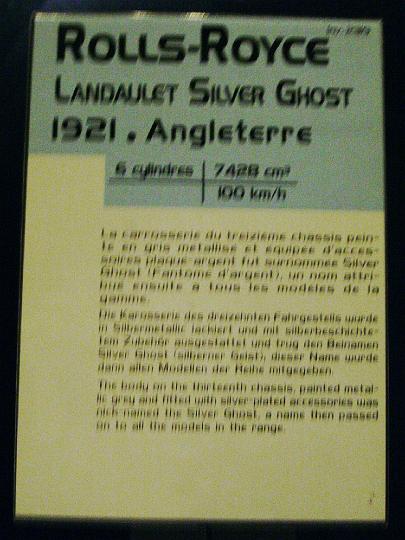 ROLLS-ROYCE
LANDAULET SILVER GHOST
1921 . Angleterre
6 cylindres 7428 cm³
100 km/h
La carrosserie du treizième chassis pein-
te en gris métallisé et équipée d'acces-
soires plaqué argent fut surnommée Silver
Ghost (Fantôme d'argent), un nom attri-
bué ensuite à tous les modèles de la
gamme.
Die Karosserie des dreizehnten Fahrgestells wurde
in Silbermetallic lackiert und mit silberbeschichte-
tem Zubehör ausgestattet und trug den Beinamen
Silver Ghost (silberner Geist), dieser Name wurde
dann allen Modellen der Reihe mitgegeben.
The body on the thirteenth chassis, painted metal-
lic grey and fitted with silver-plated accessories was
nick-named the Silver Ghost, a name then passed
on to all the models in the range.